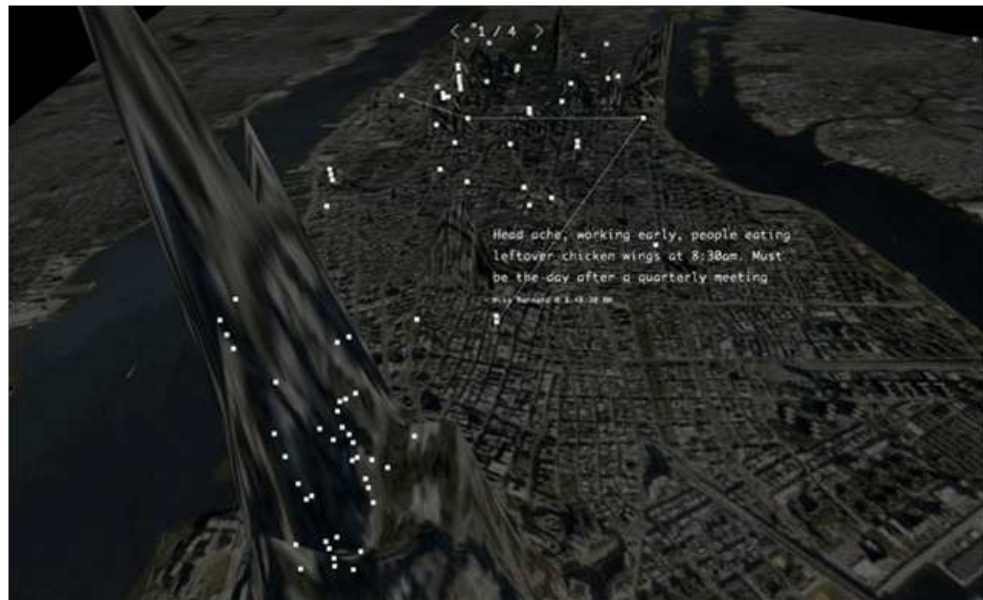 < 1 / 4 >
Head ache, working early, people eating
leftover chicken wings at 8:30am. Must
be the day after a quarterly meeting